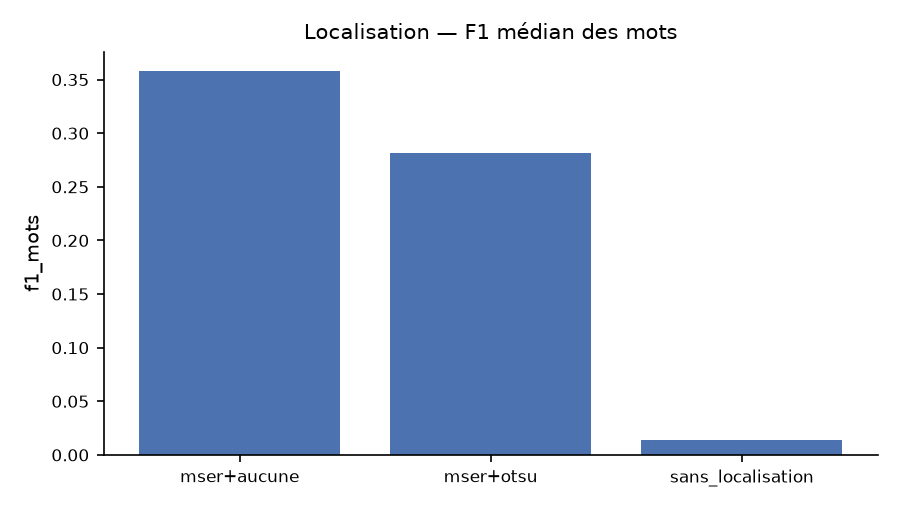 Localisation — F1 médian des mots
f1_mots
0.35
0.30
0.25
0.20
0.15
0.10
0.05
0.00
mser+aucune
mser+otsu
sans_localisation